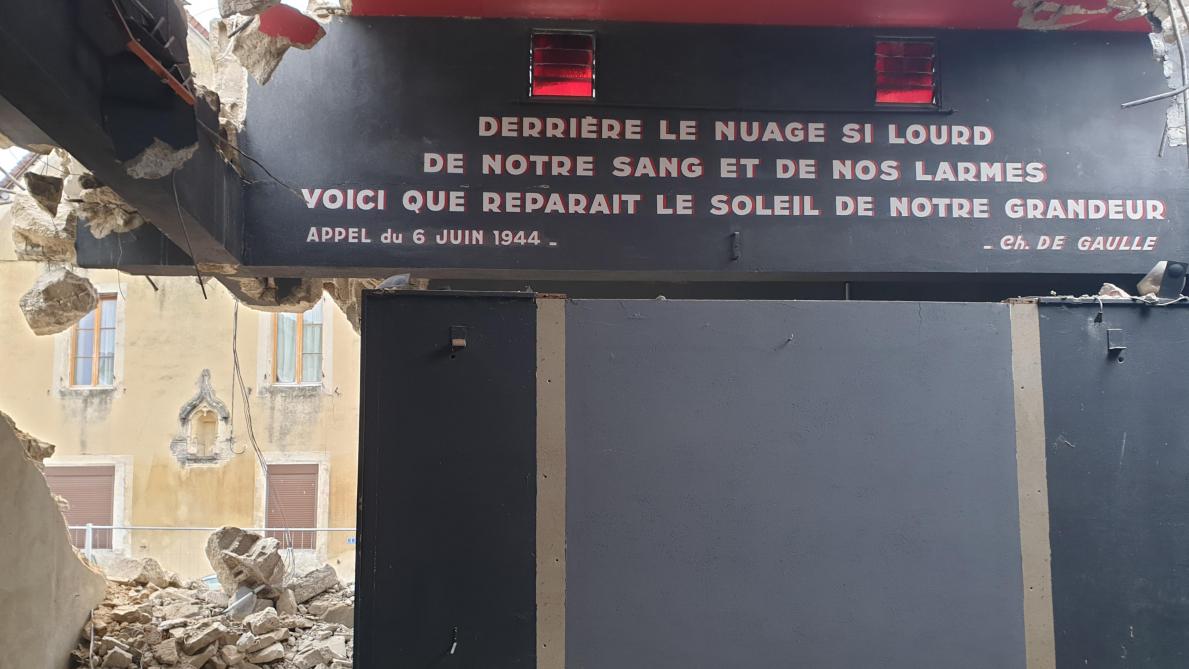 DERRIÈRE LE NUAGE SI LOURD
DE NOTRE SANG ET DE NOS LARMES
VOICI QUE REPARAIT LE SOLEIL DE NOTRE GRANDEUR
APPEL du 6 JUIN 1944 _ _ Ch. DE GAULLE